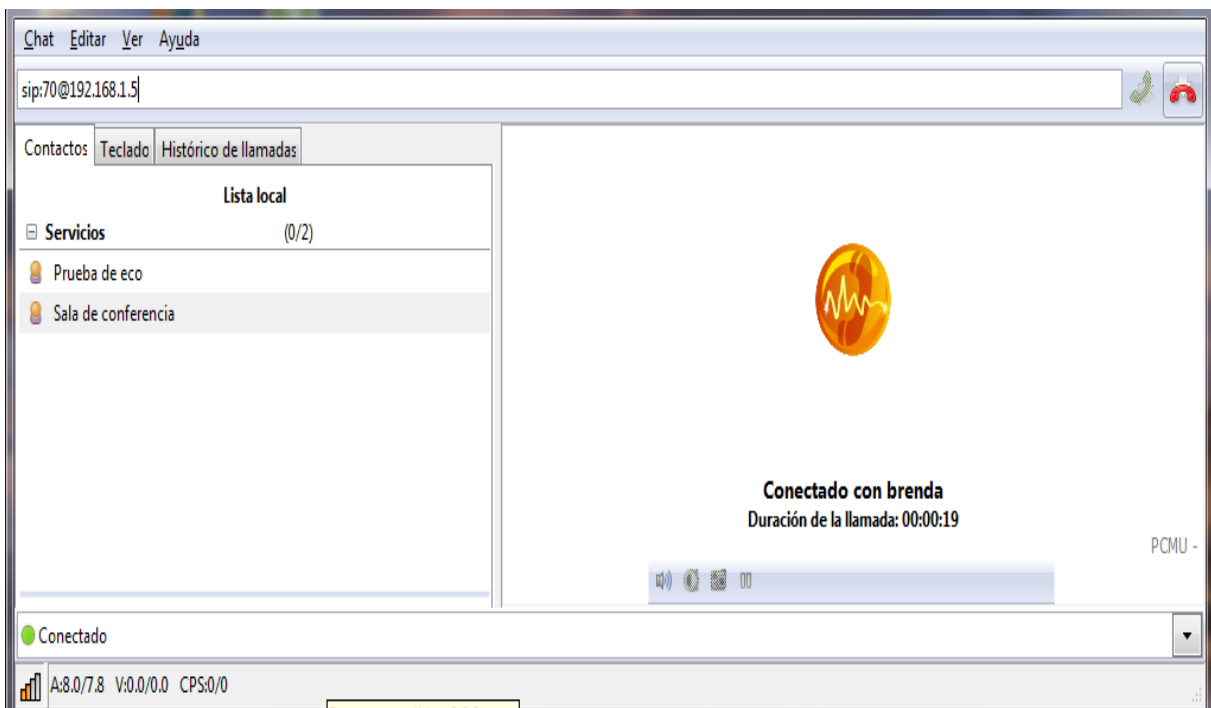 Chat Editar Ver Ayuda
sip:70@192.168.1.5
Contactos Teclado Histórico de llamadas
Lista local
Servicios (0/2)
Prueba de eco
Sala de conferencia
Conectado con brenda
Duración de la llamada: 00:00:19
PCMU -
Conectado
A:8.0/7.8 V:0.0/0.0 CPS:0/0